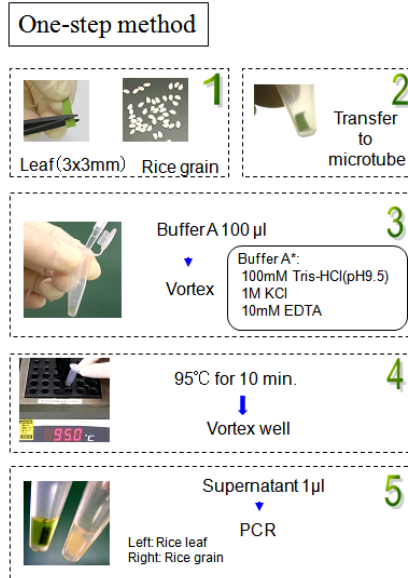 One-step method
1
Leaf(3x3mm)
Rice grain
2
Transfer
to
microtube
3
Buffer A 100 µl
Vortex
Buffer A*:
100mM Tris-HCl(pH9.5)
1M KCl
10mM EDTA
4
95℃ for 10 min.
Vortex well
95.0 °C
5
Supernatant 1µl
PCR
Left: Rice leaf
Right: Rice grain